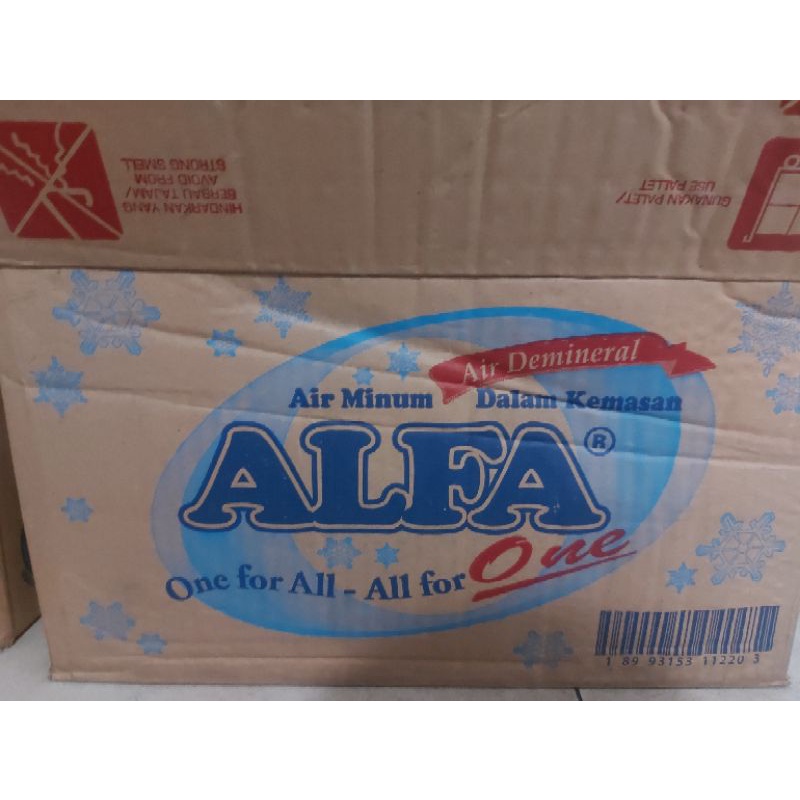 HINDARKAN YANG
BERBAU TAJAM/
AVOID FROM
STRONG SMELL
GUNAKAN PALET/
USE PALLET
Air Demineral
Air Minum Dalam Kemasan
ALFA®
One for All - All for One
1 89 93153 11220 3